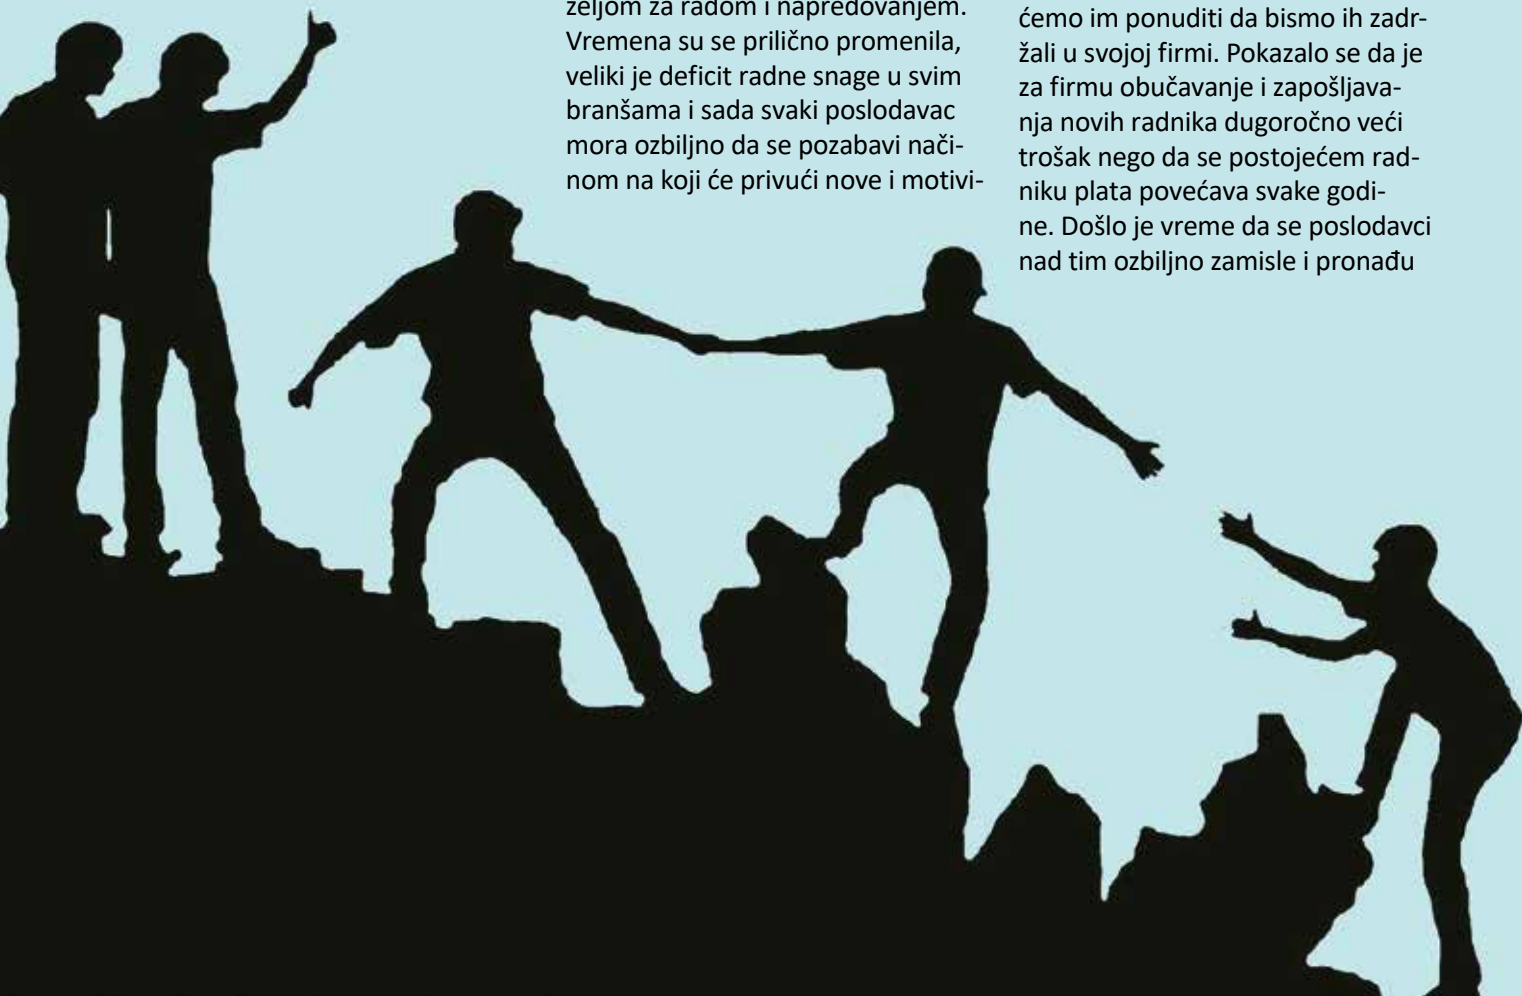 željom za radom i napredovanjem.
Vremena su se prilično promenila,
veliki je deficit radne snage u svim
branšama i sada svaki poslodavac
mora ozbiljno da se pozabavi nači-
nom na koji će privući nove i motivi-
ćemo im ponuditi da bismo ih zadr-
žali u svojoj firmi. Pokazalo se da je
za firmu obučavanje i zapošljava-
nja novih radnika dugoročno veći
trošak nego da se postojećem rad-
niku plata povećava svake godi-
ne. Došlo je vreme da se poslodavci
nad tim ozbiljno zamisle i pronađu